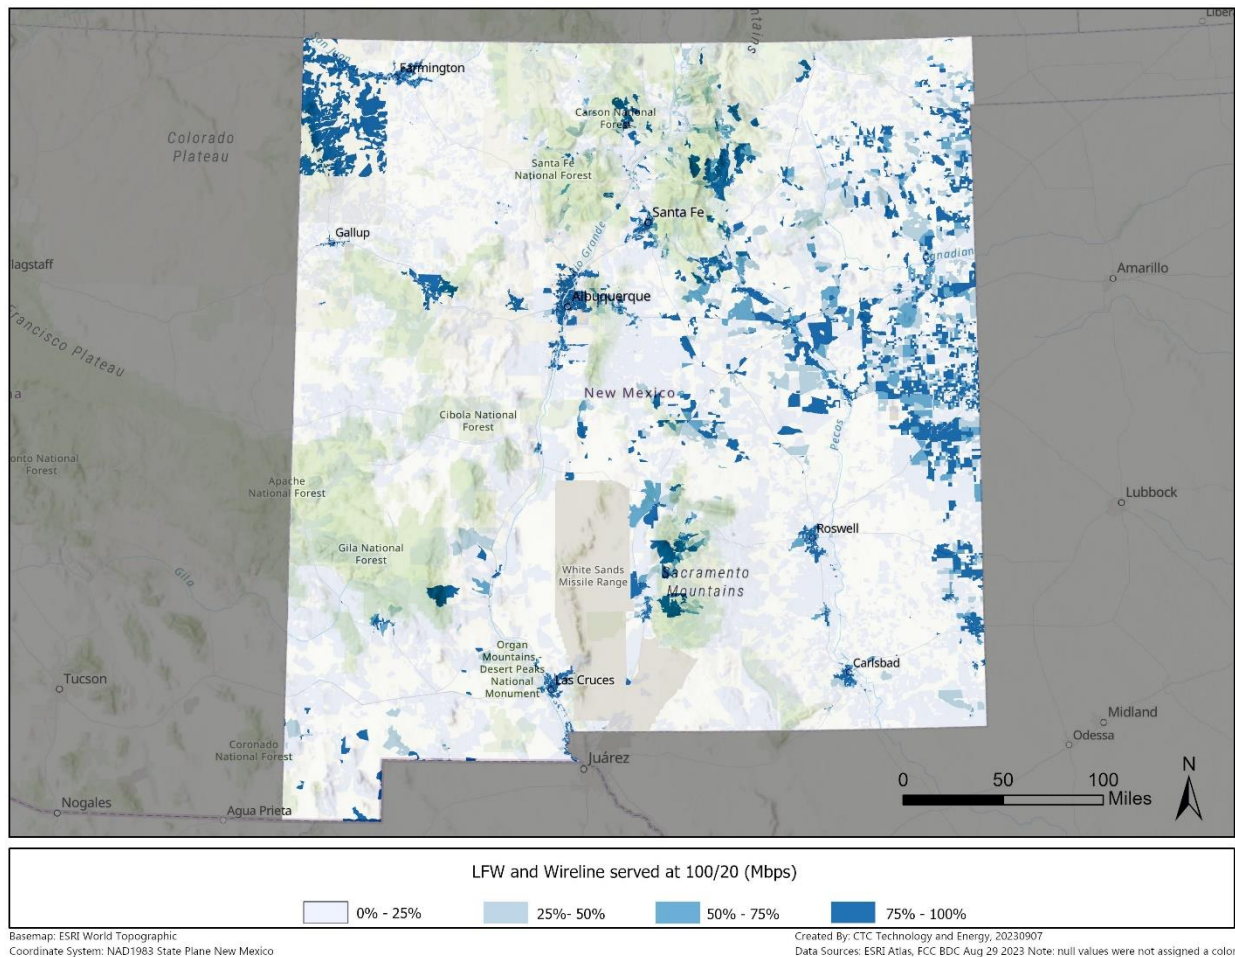 ntains
Liber
San Juan
Farmington
Carson National
Forest
Colorado
Plateau
Santa Fe
National Forest
Santa Fe
Gallup
Rio Grande
Canadian
flagstaff
Amarillo
Albuquerque
Francisco Plateau
New Mexico
na
Cibola National
Forest
Pecos
onto National
Forest
Apache
National Forest
Lubbock
Roswell
Gila National
Forest
White Sands
Missile Range
Sacramento
Mountains
Gila
Organ
Mountains -
Desert Peaks
National
Monument
Carlsbad
Tucson
Las Cruces
Midland
Odessa
Coronado
National Forest
Juárez
N
0 50 100
Miles
Nogales
Agua Prieta
LFW and Wireline served at 100/20 (Mbps)
0% - 25% 25%- 50% 50% - 75% 75% - 100%
Basemap: ESRI World Topographic
Created By: CTC Technology and Energy, 20230907
Coordinate System: NAD1983 State Plane New Mexico
Data Sources: ESRI Atlas, FCC BDC Aug 29 2023 Note: null values were not assigned a color